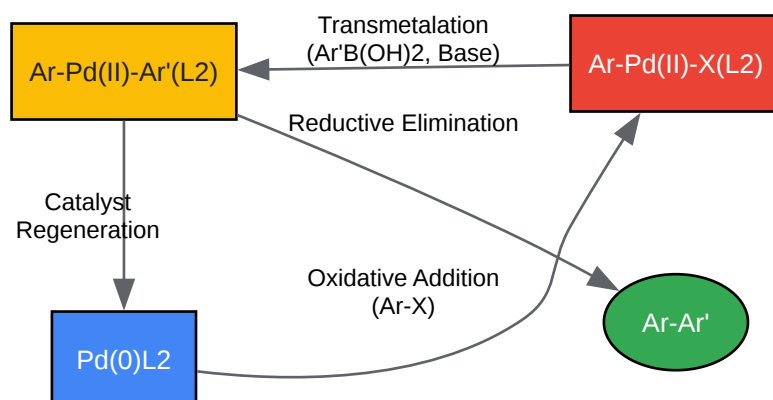 Transmetalation
(Ar'B(OH)2, Base)
Ar-Pd(II)-Ar'(L2)
Ar-Pd(II)-X(L2)
Reductive Elimination
Catalyst
Regeneration
Oxidative Addition
(Ar-X)
Ar-Ar'
Pd(0)L2